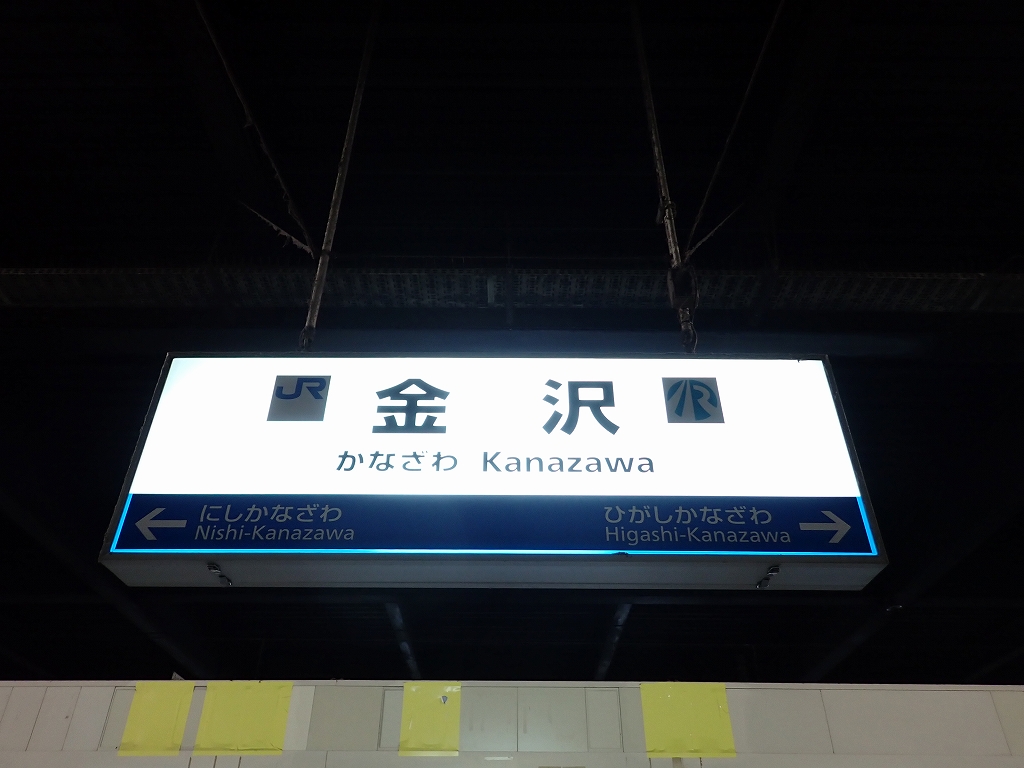 JR 金沢 IR
かなざわ Kanazawa
← にしかなざわ
Nishi-Kanazawa
ひがしかなざわ →
Higashi-Kanazawa